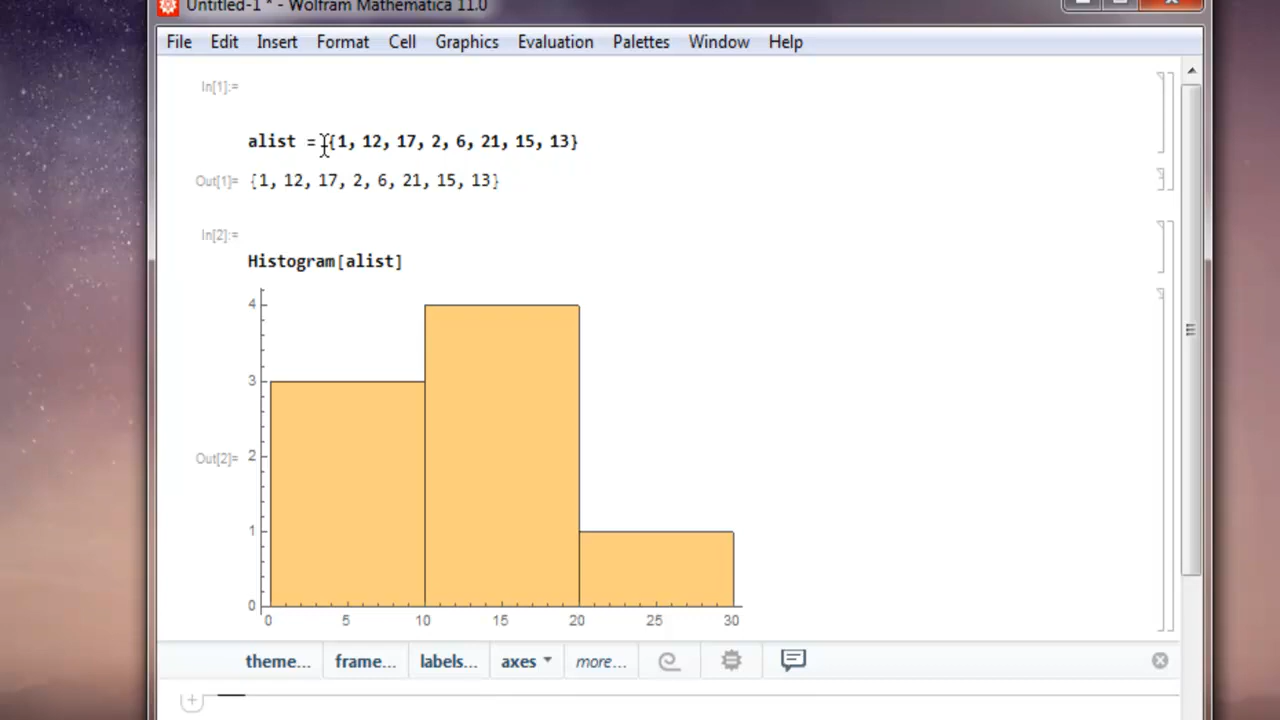 Untitled-1 * - Wolfram Mathematica 11.0
File Edit Insert Format Cell Graphics Evaluation Palettes Window Help
In[1]:=
alist = {1, 12, 17, 2, 6, 21, 15, 13}
Out[1]= {1, 12, 17, 2, 6, 21, 15, 13}
In[2]:=
Histogram[alist]
4
3
Out[2]= 2
1
0
0 5 10 15 20 25 30
theme... frame... labels... axes more...